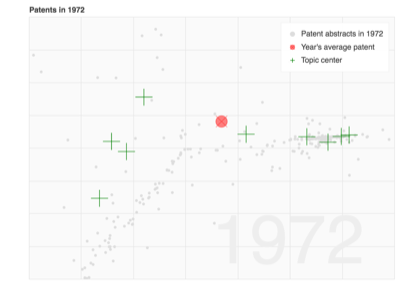 Patents in 1972
Patent abstracts in 1972
Year's average patent
Topic center
1972